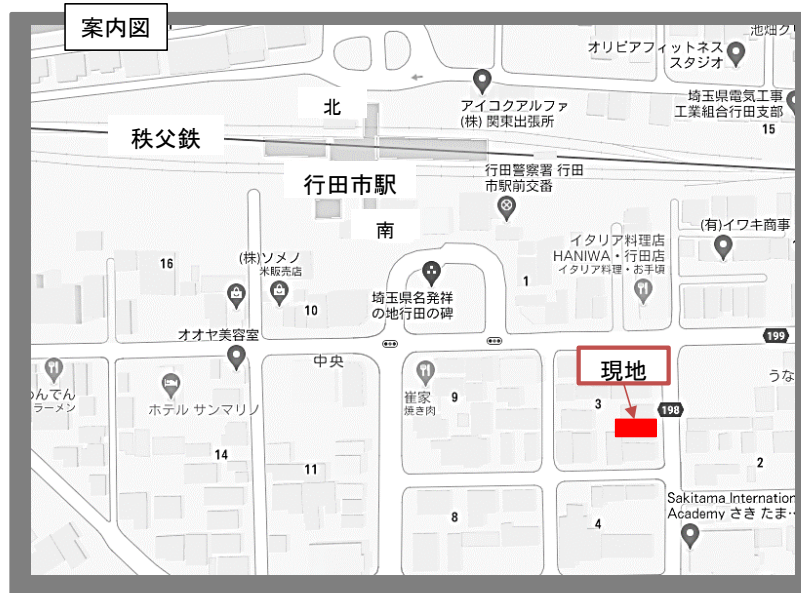 案内図
池畑ク
オリピアフィットネス
スタジオ
アイコクアルファ
(株) 関東出張所
埼玉県電気工事
工業組合行田支部
15
北
秩父鉄
行田市駅
行田警察署 行田
市駅前交番
南
(有)イワキ商事
イタリア料理店
HANIWA・行田店
イタリア料理・お手頃
(株)ソメノ
米販売店
16
10
埼玉県名発祥
の地行田の碑
1
オオヤ美容室
199
中央
現地
うな
めんでん
ラーメン
ホテル サンマリノ
崔家
焼き肉
9
3
198
14
11
2
8
4
Sakitama Internation
Academy さき たま…